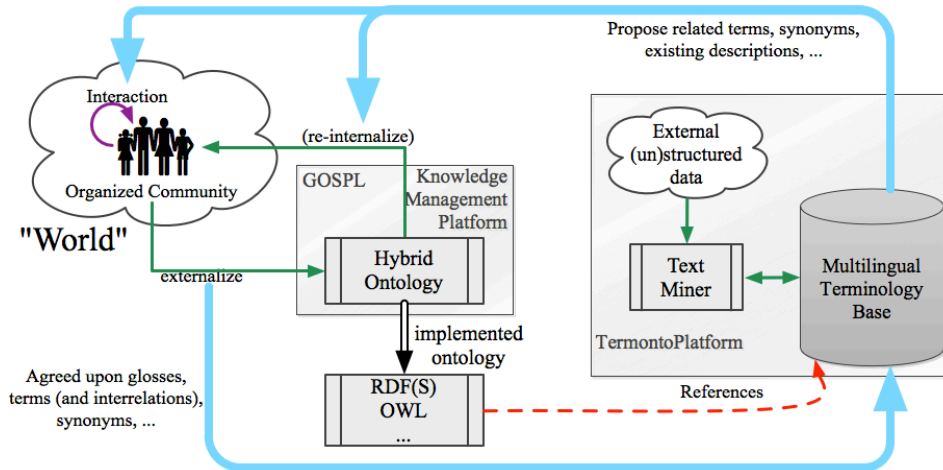 Propose related terms, synonyms,
existing descriptions, ...
Interaction
Organized Community
"World"
(re-internalize)
externalize
GOSPL
Knowledge
Management
Platform
Hybrid
Ontology
implemented
ontology
RDF(S)
OWL
...
Agreed upon glosses,
terms (and interrelations),
synonyms, ...
External
(un)structured
data
Text
Miner
TermontoPlatform
Multilingual
Terminology
Base
References